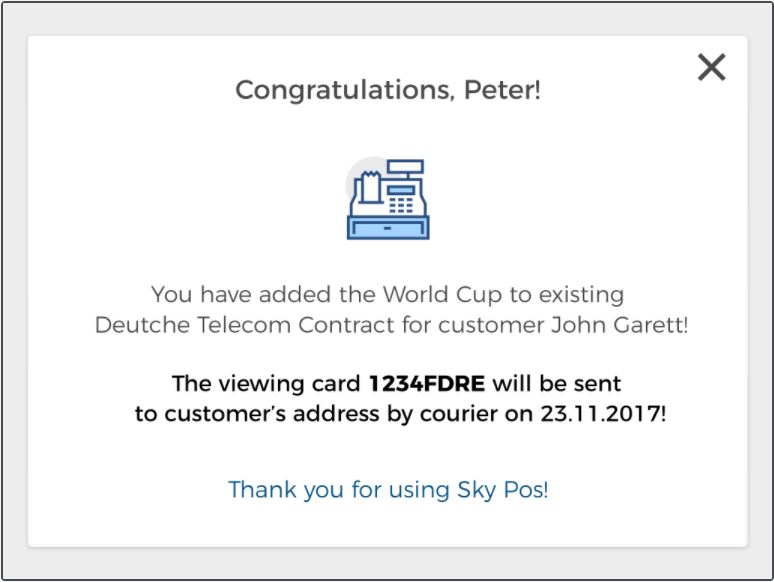 Congratulations, Peter!
You have added the World Cup to existing
Deutche Telecom Contract for customer John Garett!
The viewing card 1234FDRE will be sent
to customer's address by courier on 23.11.2017!
Thank you for using Sky Pos!